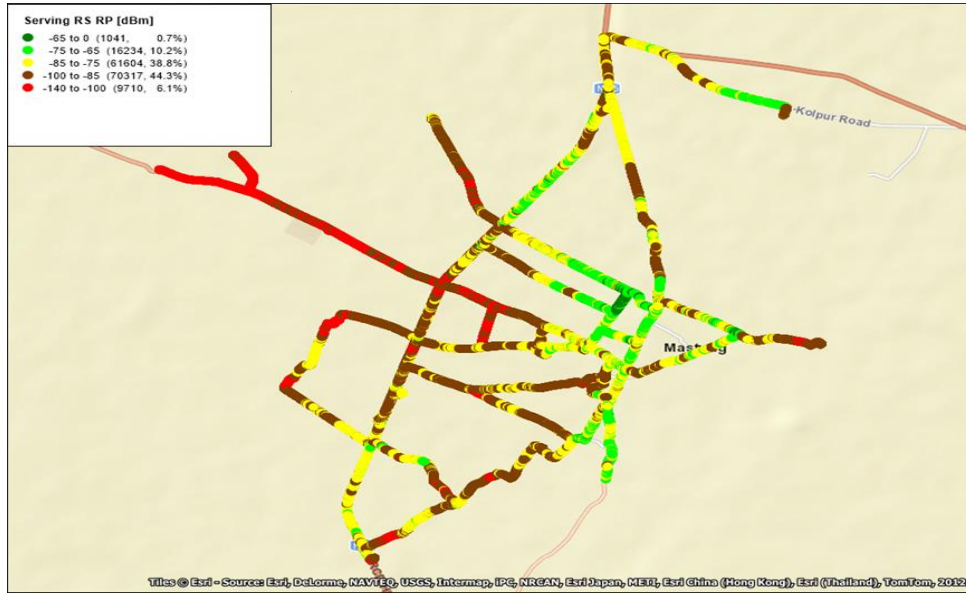 Serving RS RP [dBm]
-65 to 0 (1041, 0.7%)
-75 to -65 (16234, 10.2%)
-85 to -75 (61604, 38.8%)
-100 to -85 (70317, 44.3%)
-140 to -100 (9710, 6.1%)
-Kolpur Road
Tiles © Esri - Source: Esri, DeLorme, NAVTEQ, USGS, Intermap, iPC, NRCAN, Esri Japan, METI, Esri China (Hong Kong), Esri (Thailand), TomTom, 2012